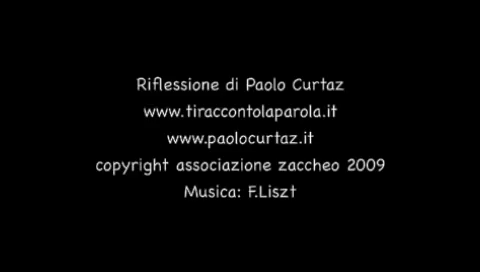 Riflessione di Paolo Curtaz
www.tiraccontolaparola.it
www.paolocurtaz.it
copyright associazione zaccheo 2009
Musica: F.Liszt